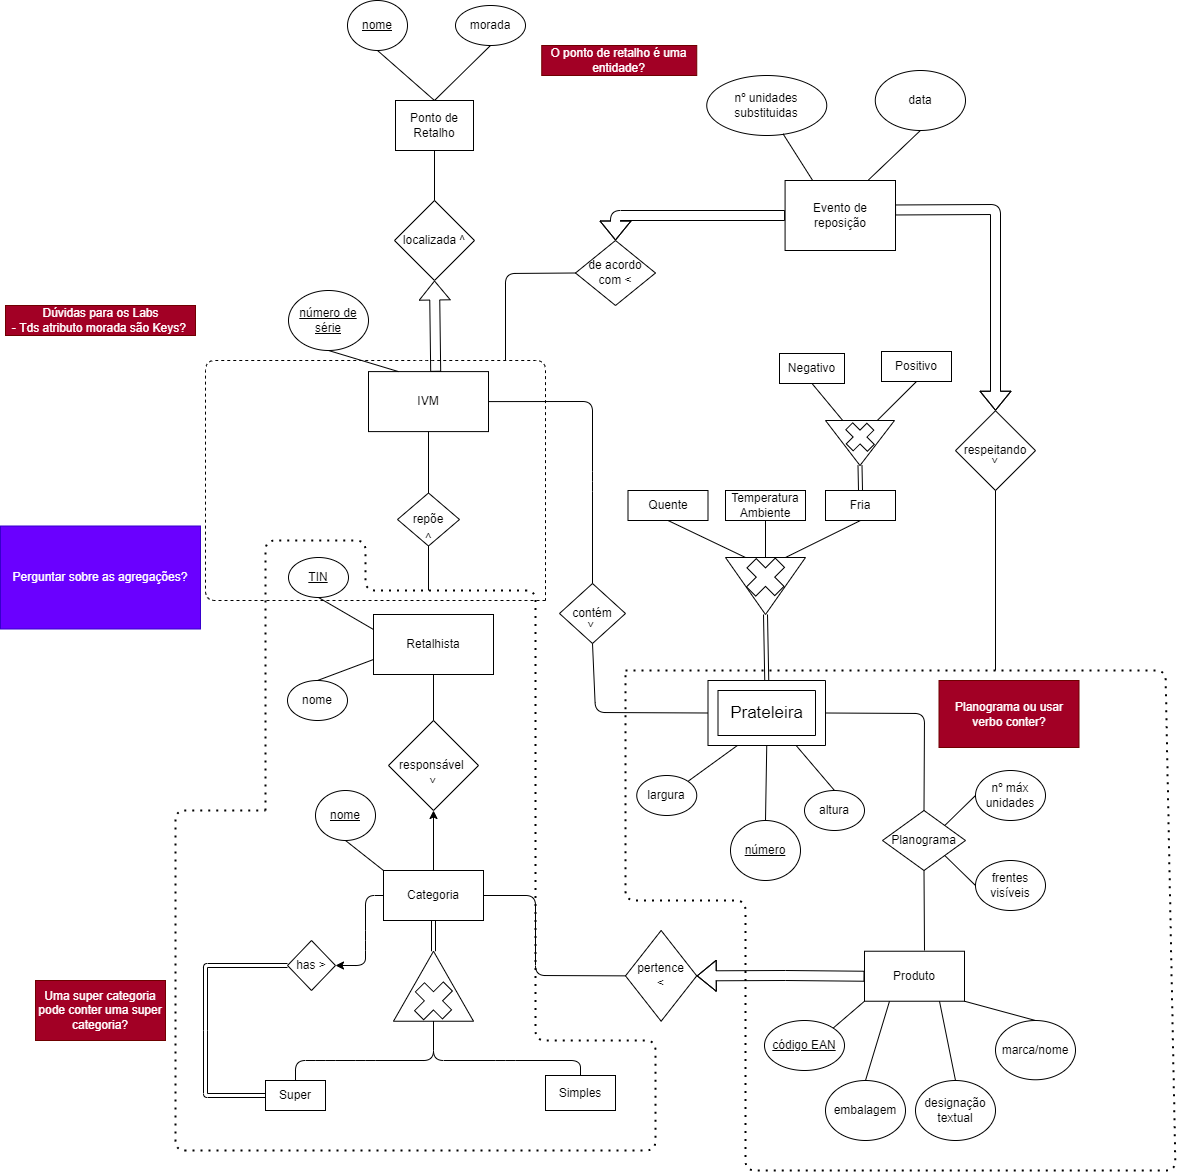 nome
morada
O ponto de retalho é uma
entidade?
Ponto de
Retalho
nº unidades
substituidas
data
Evento de
reposição
localizada ^
de acordo
com <
Dúvidas para os Labs
- Tds atributo morada são Keys?
número de
série
IVM
Negativo
Positivo
respeitando
˅
Quente
Temperatura
Ambiente
Fria
repõe
^
Perguntar sobre as agregações?
TIN
contém
˅
Retalhista
nome
Prateleira
Planograma ou usar
verbo conter?
responsável
˅
largura
nº máx
unidades
altura
nome
número
Planograma
frentes
visíveis
Categoria
has >
pertence
<
Produto
Uma super categoria
pode conter uma super
categoria?
código EAN
marca/nome
Super
Simples
embalagem
designação
textual